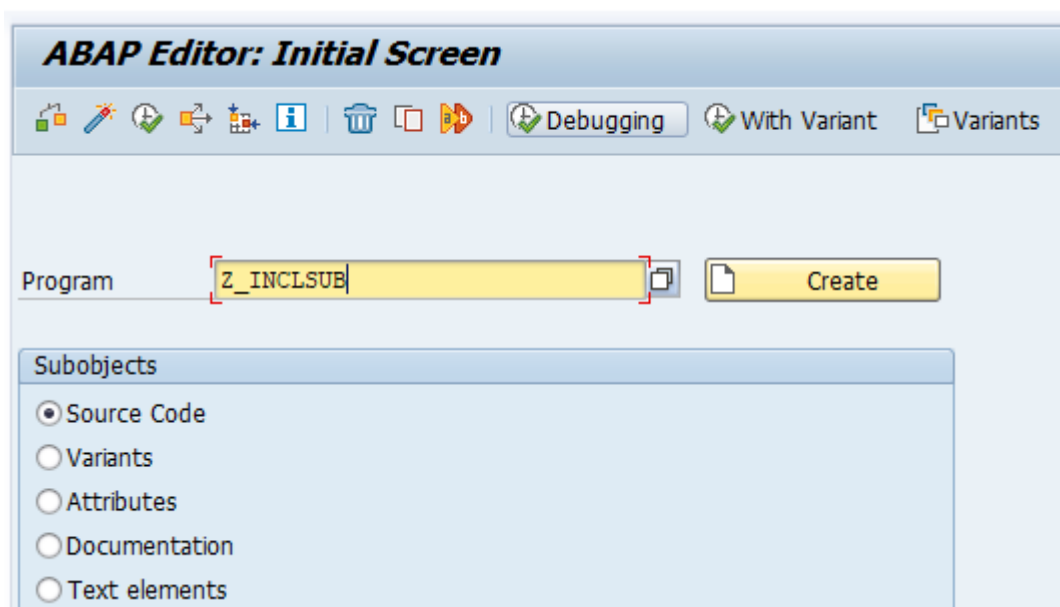 ABAP Editor: Initial Screen
Debugging With Variant Variants
Program Z_INCLSUB Create
Subobjects
Source Code
Variants
Attributes
Documentation
Text elements